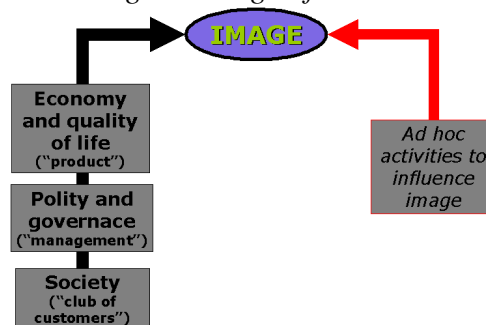 IMAGE
Economy
and quality
of life
("product")
Ad hoc
activities to
influence
image
Polity and
governace
("management")
Society
("club of
customers")